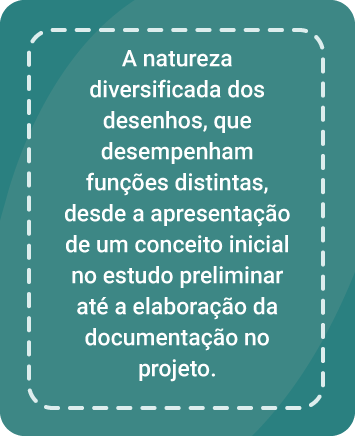 A natureza
diversificada dos
desenhos, que
desempenham
funções distintas,
desde a apresentação
de um conceito inicial
no estudo preliminar
até a elaboração da
documentação no
projeto.